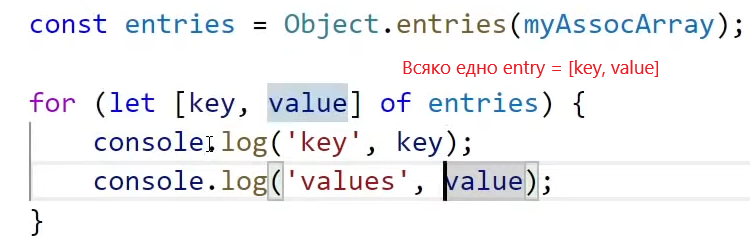 const entries = Object.entries(myAssocArray);
Всяко едно entry = [key, value]
for (let [key, value] of entries) {
    console.log('key', key);
    console.log('values', value);
}